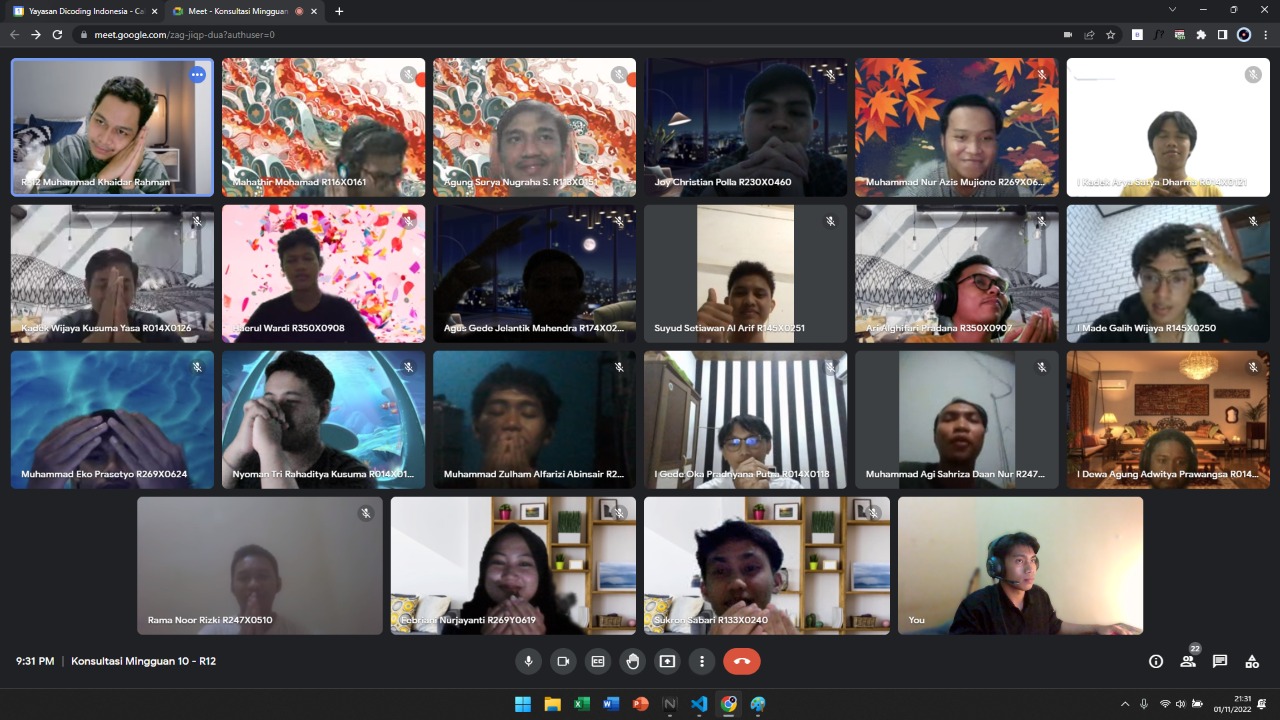 Yayasan Dicoding Indonesia - Ca
Meet - Konsultasi Mingguan
meet.google.com/zag-jiqp-dua?authuser=0
R-12 Muhammad Khaidar Rahman
Mahathir Mohamad R116X0161
Agung Surya Nugraha S. R113X0151
Joy Christian Polla R230X0460
Muhammad Nur Azis Mujiono R269X06...
I Kadek Arya Satya Dharma R014X0121
Kadek Wijaya Kusuma Yasa R014X0126
Haerul Wardi R350X0908
Agus Gede Jelantik Mahendra R174X02...
Suyud Setiawan Al Arif R145X0251
Ari Alghifari Pradana R350X0907
I Made Galih Wijaya R145X0250
Muhammad Eko Prasetyo R269X0624
Nyoman Tri Rahaditya Kusuma R014X01...
Muhammad Zulham Alfarizi Abinsair R2...
I Gede Oka Pradnyana Putra R014X0118
Muhammad Agi Sahriza Daan Nur R247...
I Dewa Agung Adwitya Prawangsa R014...
Rama Noor Rizki R247X0510
Febriani Nurjayanti R269Y0619
Sukron Sabari R133X0240
You
9:31 PM | Konsultasi Mingguan 10 - R12
22
21:31
01/11/2022